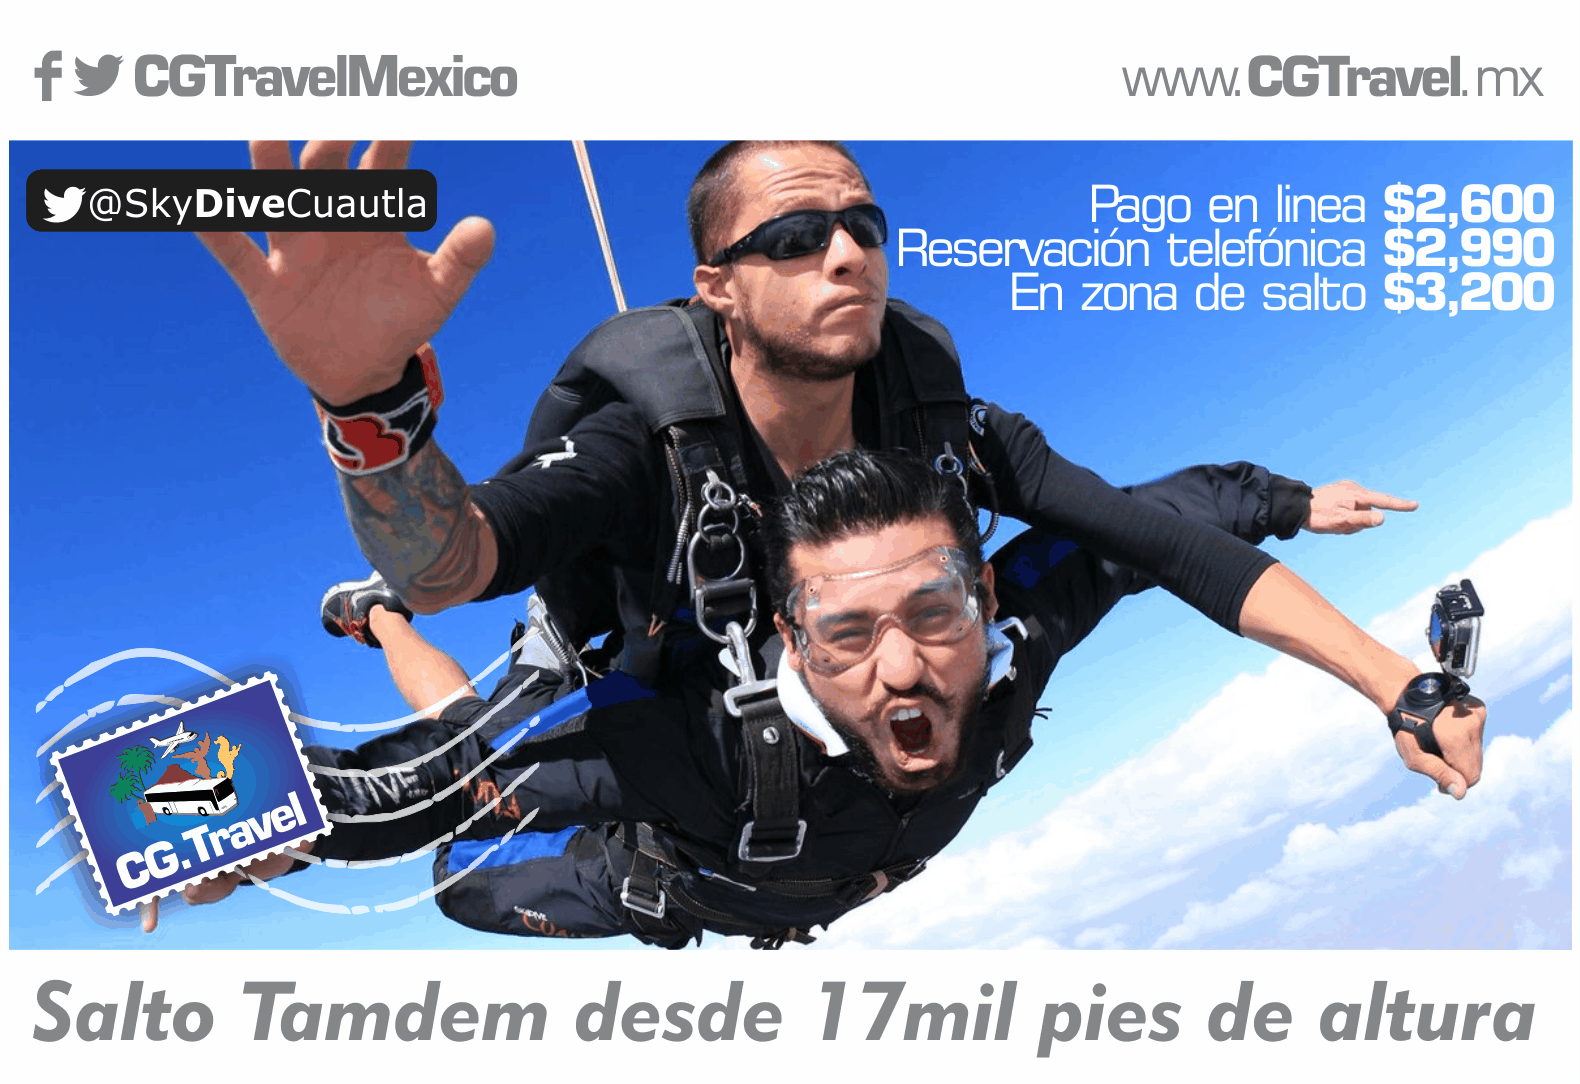 CGTravelMexico
www.CGTravel.mx
@SkyDiveCuautla
Pago en linea $2,600
Reservación telefónica $2,990
En zona de salto $3,200
CG.Travel
Salto Tamdem desde 17mil pies de altura